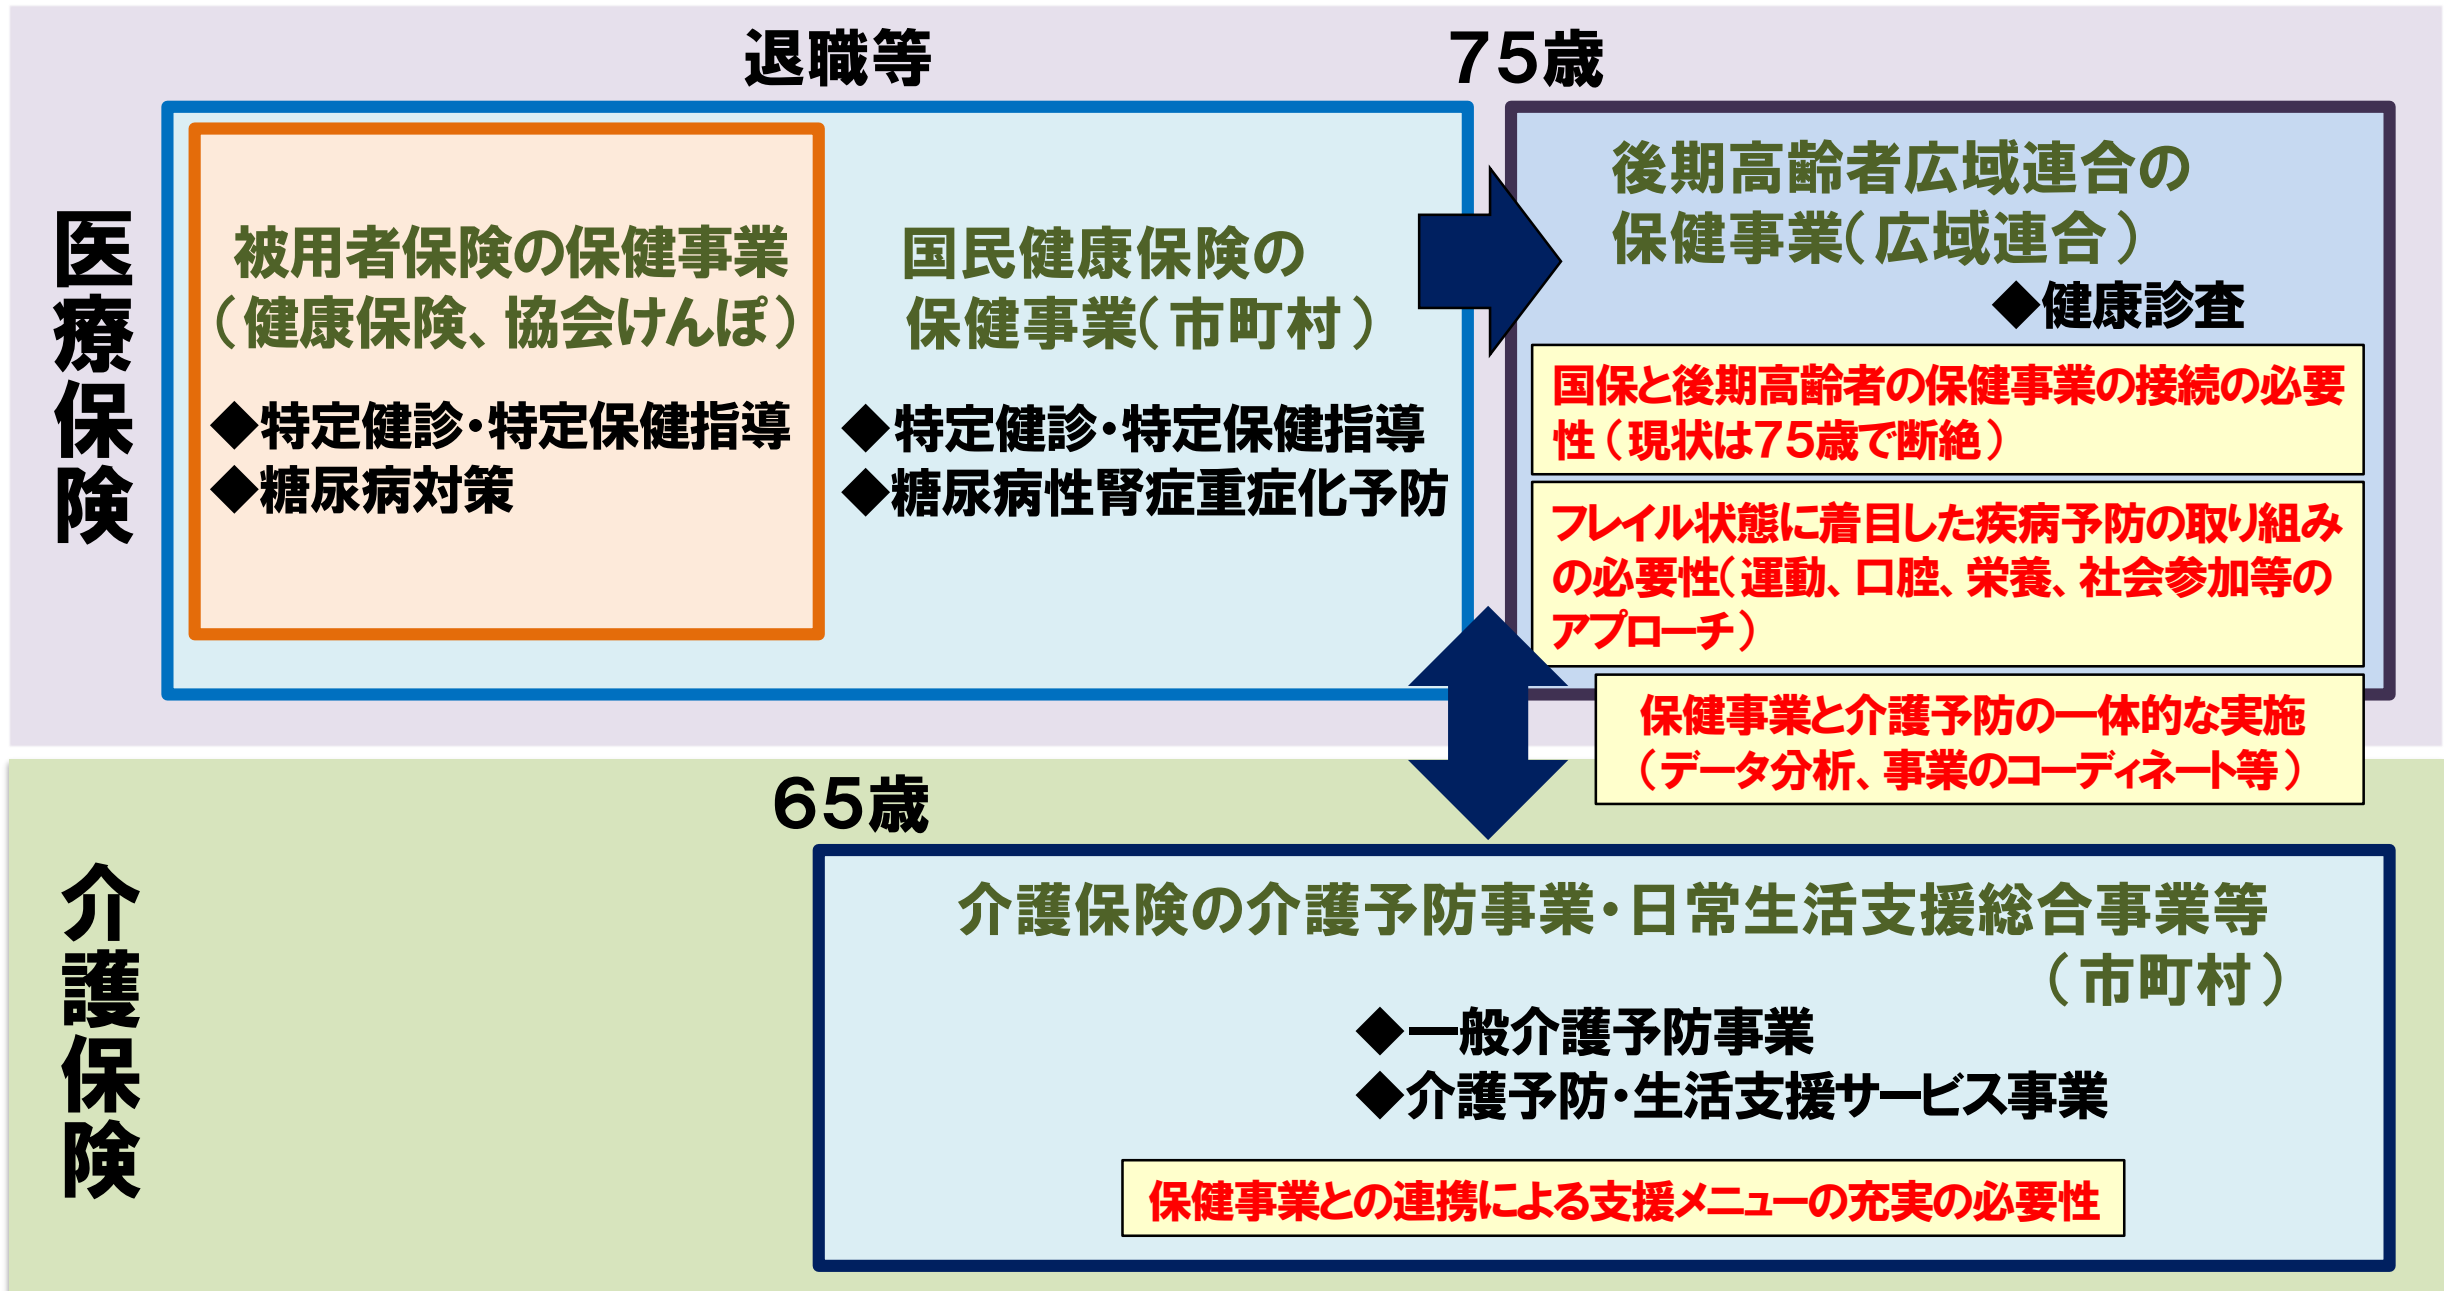 退職等
75歳
医療保険
被用者保険の保健事業
（健康保険、協会けんぽ）
◆特定健診・特定保健指導
◆糖尿病対策
国民健康保険の
保健事業（市町村）
◆特定健診・特定保健指導
◆糖尿病性腎症重症化予防
後期高齢者広域連合の
保健事業（広域連合）
◆健康診査
国保と後期高齢者の保健事業の接続の必要
性（現状は75歳で断絶）
フレイル状態に着目した疾病予防の取り組み
の必要性（運動、口腔、栄養、社会参加等の
アプローチ）
保健事業と介護予防の一体的な実施
（データ分析、事業のコーディネート等）
65歳
介護保険
介護保険の介護予防事業・日常生活支援総合事業等
（市町村）
◆一般介護予防事業
◆介護予防・生活支援サービス事業
保健事業との連携による支援メニューの充実の必要性